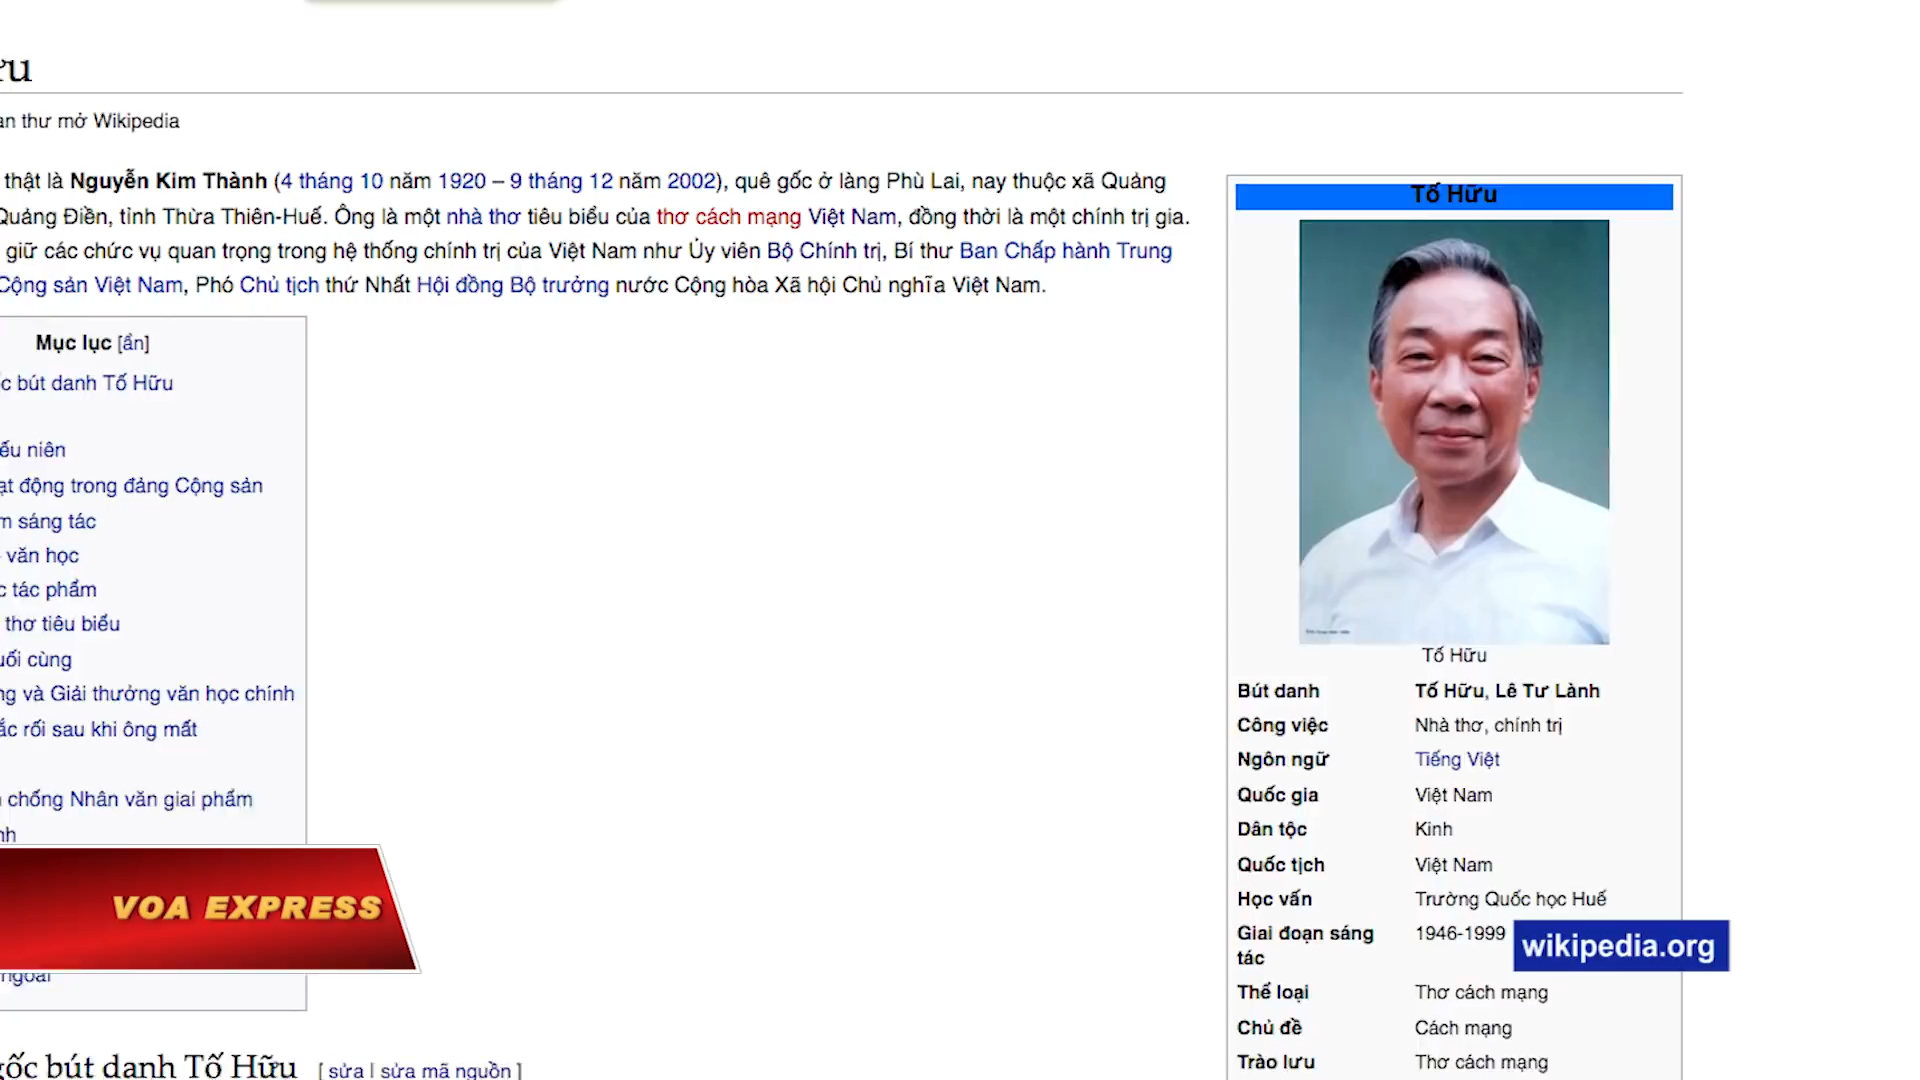 ữu
an thư mở Wikipedia
thật là Nguyễn Kim Thành (4 tháng 10 năm 1920 – 9 tháng 12 năm 2002), quê gốc ở làng Phù Lai, nay thuộc xã Quảng
Quảng Điền, tỉnh Thừa Thiên-Huế. Ông là một nhà thơ tiêu biểu của thơ cách mạng Việt Nam, đồng thời là một chính trị gia.
giữ các chức vụ quan trọng trong hệ thống chính trị của Việt Nam như Ủy viên Bộ Chính trị, Bí thư Ban Chấp hành Trung
Cộng sản Việt Nam, Phó Chủ tịch thứ Nhất Hội đồng Bộ trưởng nước Cộng hòa Xã hội Chủ nghĩa Việt Nam.
Mục lục [ẩn]
ốc bút danh Tố Hữu
iếu niên
ạt động trong đảng Cộng sản
m sáng tác
văn học
c tác phẩm
thơ tiêu biểu
uối cùng
ng và Giải thưởng văn học chính
ắc rối sau khi ông mất
chống Nhân văn giai phẩm
nh
VOA EXPRESS
ngoài
gốc bút danh Tố Hữu [ sửa | sửa mã nguồn ]
Tố Hữu
Tố Hữu
Bút danh Tố Hữu, Lê Tư Lành
Công việc Nhà thơ, chính trị
Ngôn ngữ Tiếng Việt
Quốc gia Việt Nam
Dân tộc Kinh
Quốc tịch Việt Nam
Học vấn Trường Quốc học Huế
Giai đoạn sáng 1946-1999
tác
wikipedia.org
Thể loại Thơ cách mạng
Chủ đề Cách mạng
Trào lưu Thơ cách mạng